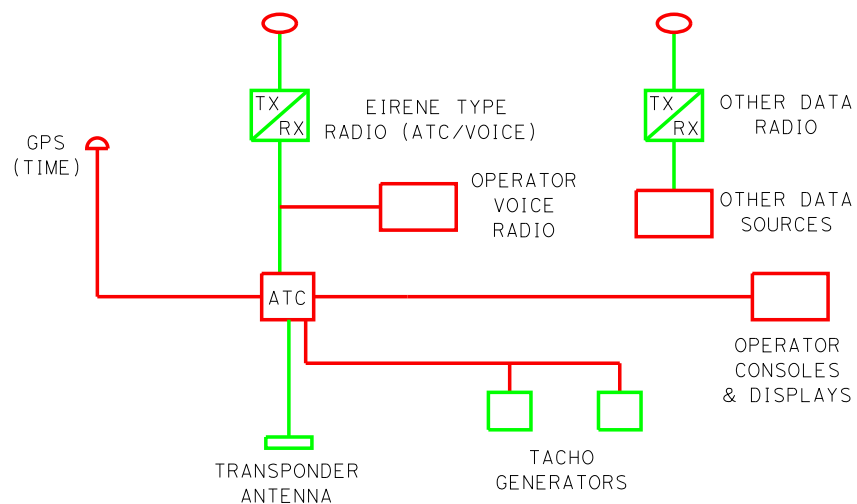 TX
RX
EIRENE TYPE
RADIO (ATC/VOICE)
TX
RX
OTHER DATA
RADIO
GPS
(TIME)
OPERATOR
VOICE
RADIO
OTHER DATA
SOURCES
ATC
OPERATOR
CONSOLES
& DISPLAYS
TRANSPONDER
ANTENNA
TACHO
GENERATORS